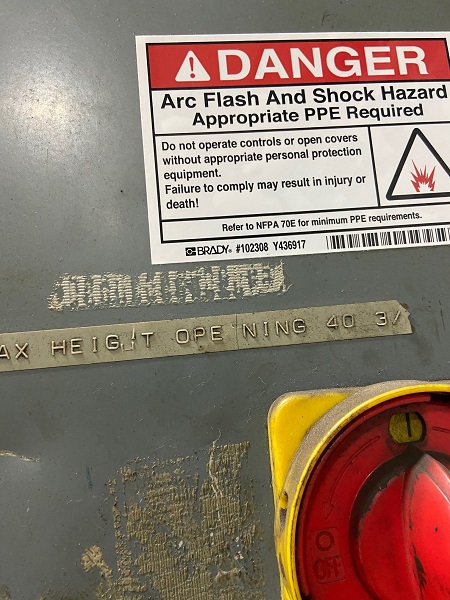 DANGER
Arc Flash And Shock Hazard
Appropriate PPE Required
Do not operate controls or open covers
without appropriate personal protection
equipment.
Failure to comply may result in injury or
death!
Refer to NFPA 70E for minimum PPE requirements.
BRADY® #102308 Y436917
AX HEIGHT OPENING 40 3/
O
OFF